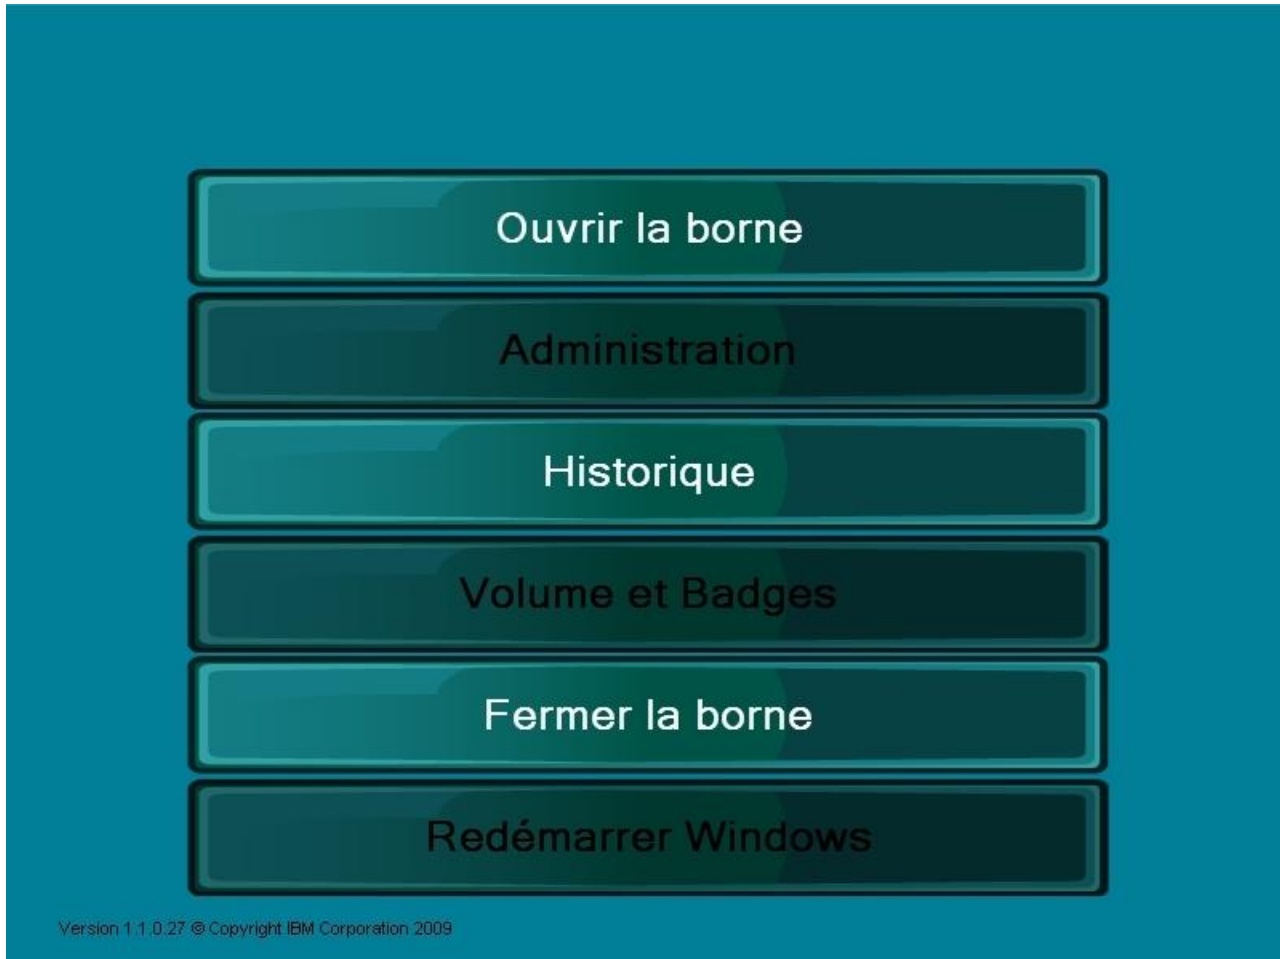 Ouvrir la borne
Administration
Historique
Volume et Badges
Fermer la borne
Redémarrer Windows
Version 1.1.0.27 © Copyright IBM Corporation 2009